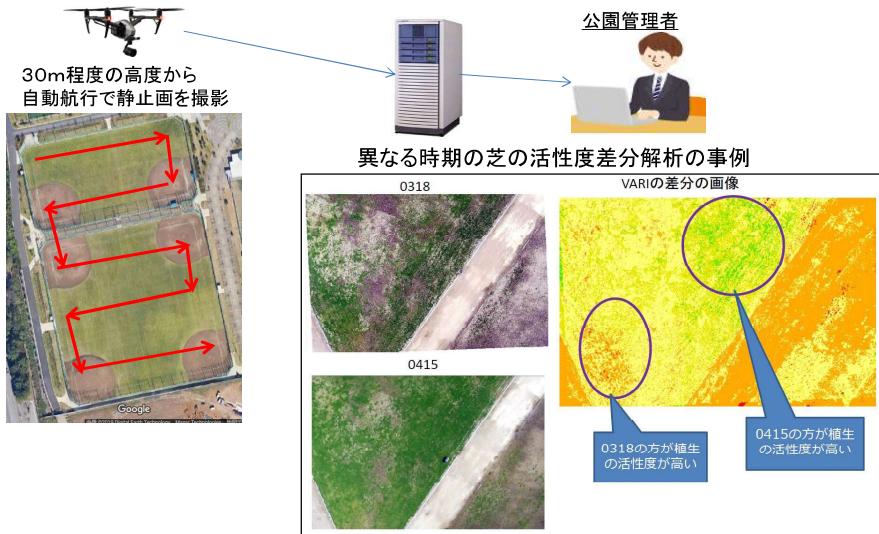 公園管理者
30m程度の高度から
自動航行で静止画を撮影
異なる時期の芝の活性度差分解析の事例
0318
VARIの差分の画像
0415
Google
0318の方が植生
の活性度が高い
0415の方が植生
の活性度が高い